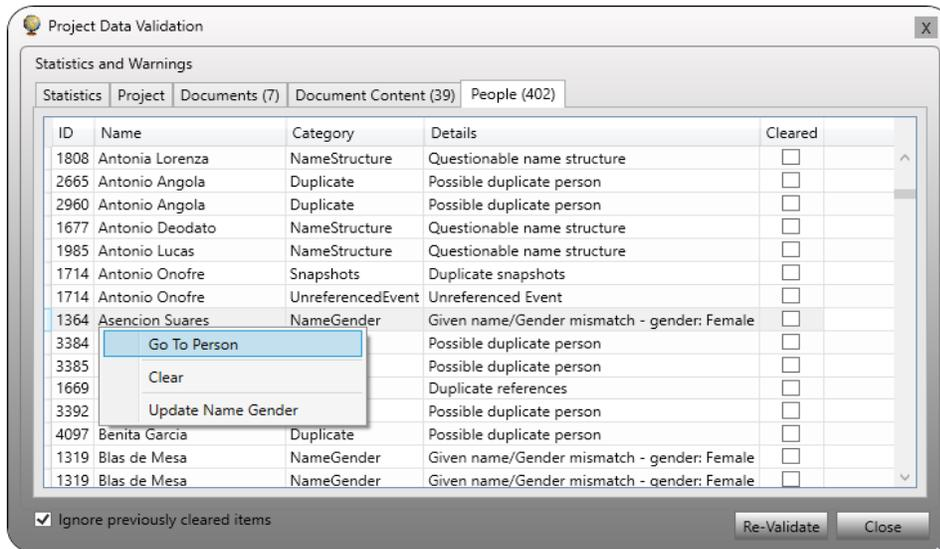 Project Data Validation X
Statistics and Warnings
Statistics Project Documents (7) Document Content (39) People (402)
ID Name Category Details Cleared
1808 Antonia Lorenza NameStructure Questionable name structure
2665 Antonio Angola Duplicate Possible duplicate person
2960 Antonio Angola Duplicate Possible duplicate person
1677 Antonio Deodato NameStructure Questionable name structure
1985 Antonio Lucas NameStructure Questionable name structure
1714 Antonio Onofre Snapshots Duplicate snapshots
1714 Antonio Onofre UnreferencedEvent Unreferenced Event
1364 Asencion Suares NameGender Given name/Gender mismatch - gender: Female
3384 Go To Person Possible duplicate person
3385 Possible duplicate person
Clear
1669 Duplicate references
3392 Update Name Gender Possible duplicate person
4097 Benita Garcia Duplicate Possible duplicate person
1319 Blas de Mesa NameGender Given name/Gender mismatch - gender: Female
1319 Blas de Mesa NameGender Given name/Gender mismatch - gender: Female
Ignore previously cleared items Re-Validate Close